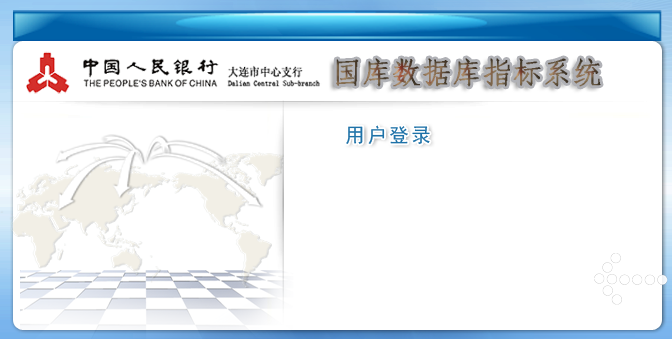 中国人民银行
THE PEOPLE'S BANK OF CHINA
大连市中心支行
Dalian Central Sub-branch
国库数据库指标系统
用户登录